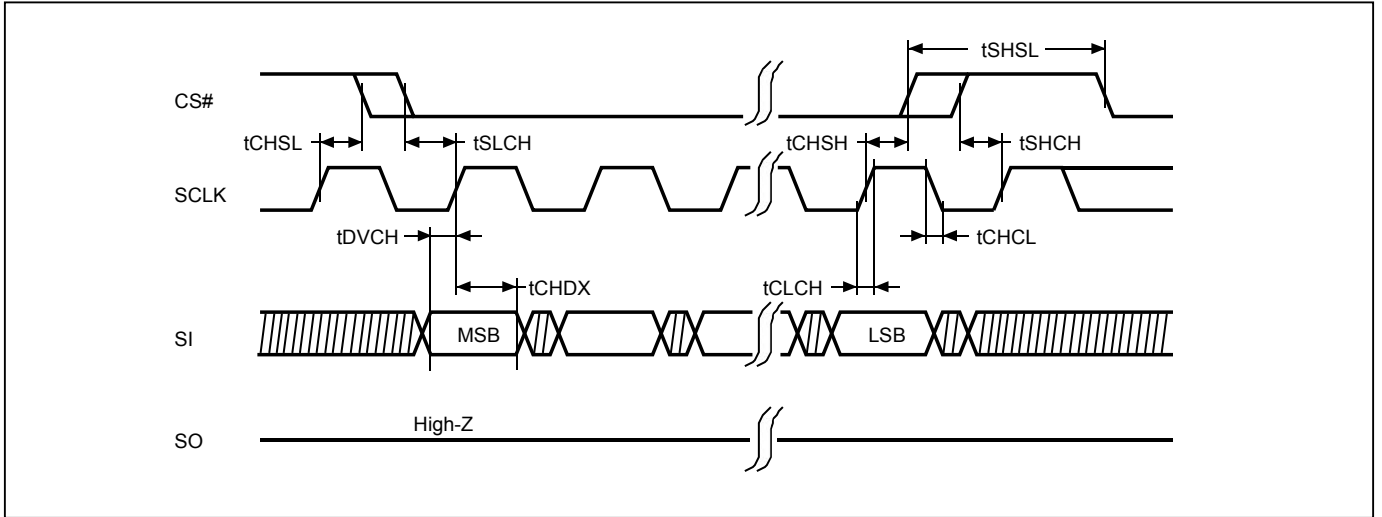 tSHSL
CS#
tCHSL
tSLCH
tCHSH
tSHCH
SCLK
tDVCH
tCHCL
tCHDX
tCLCH
SI
MSB
LSB
High-Z
SO